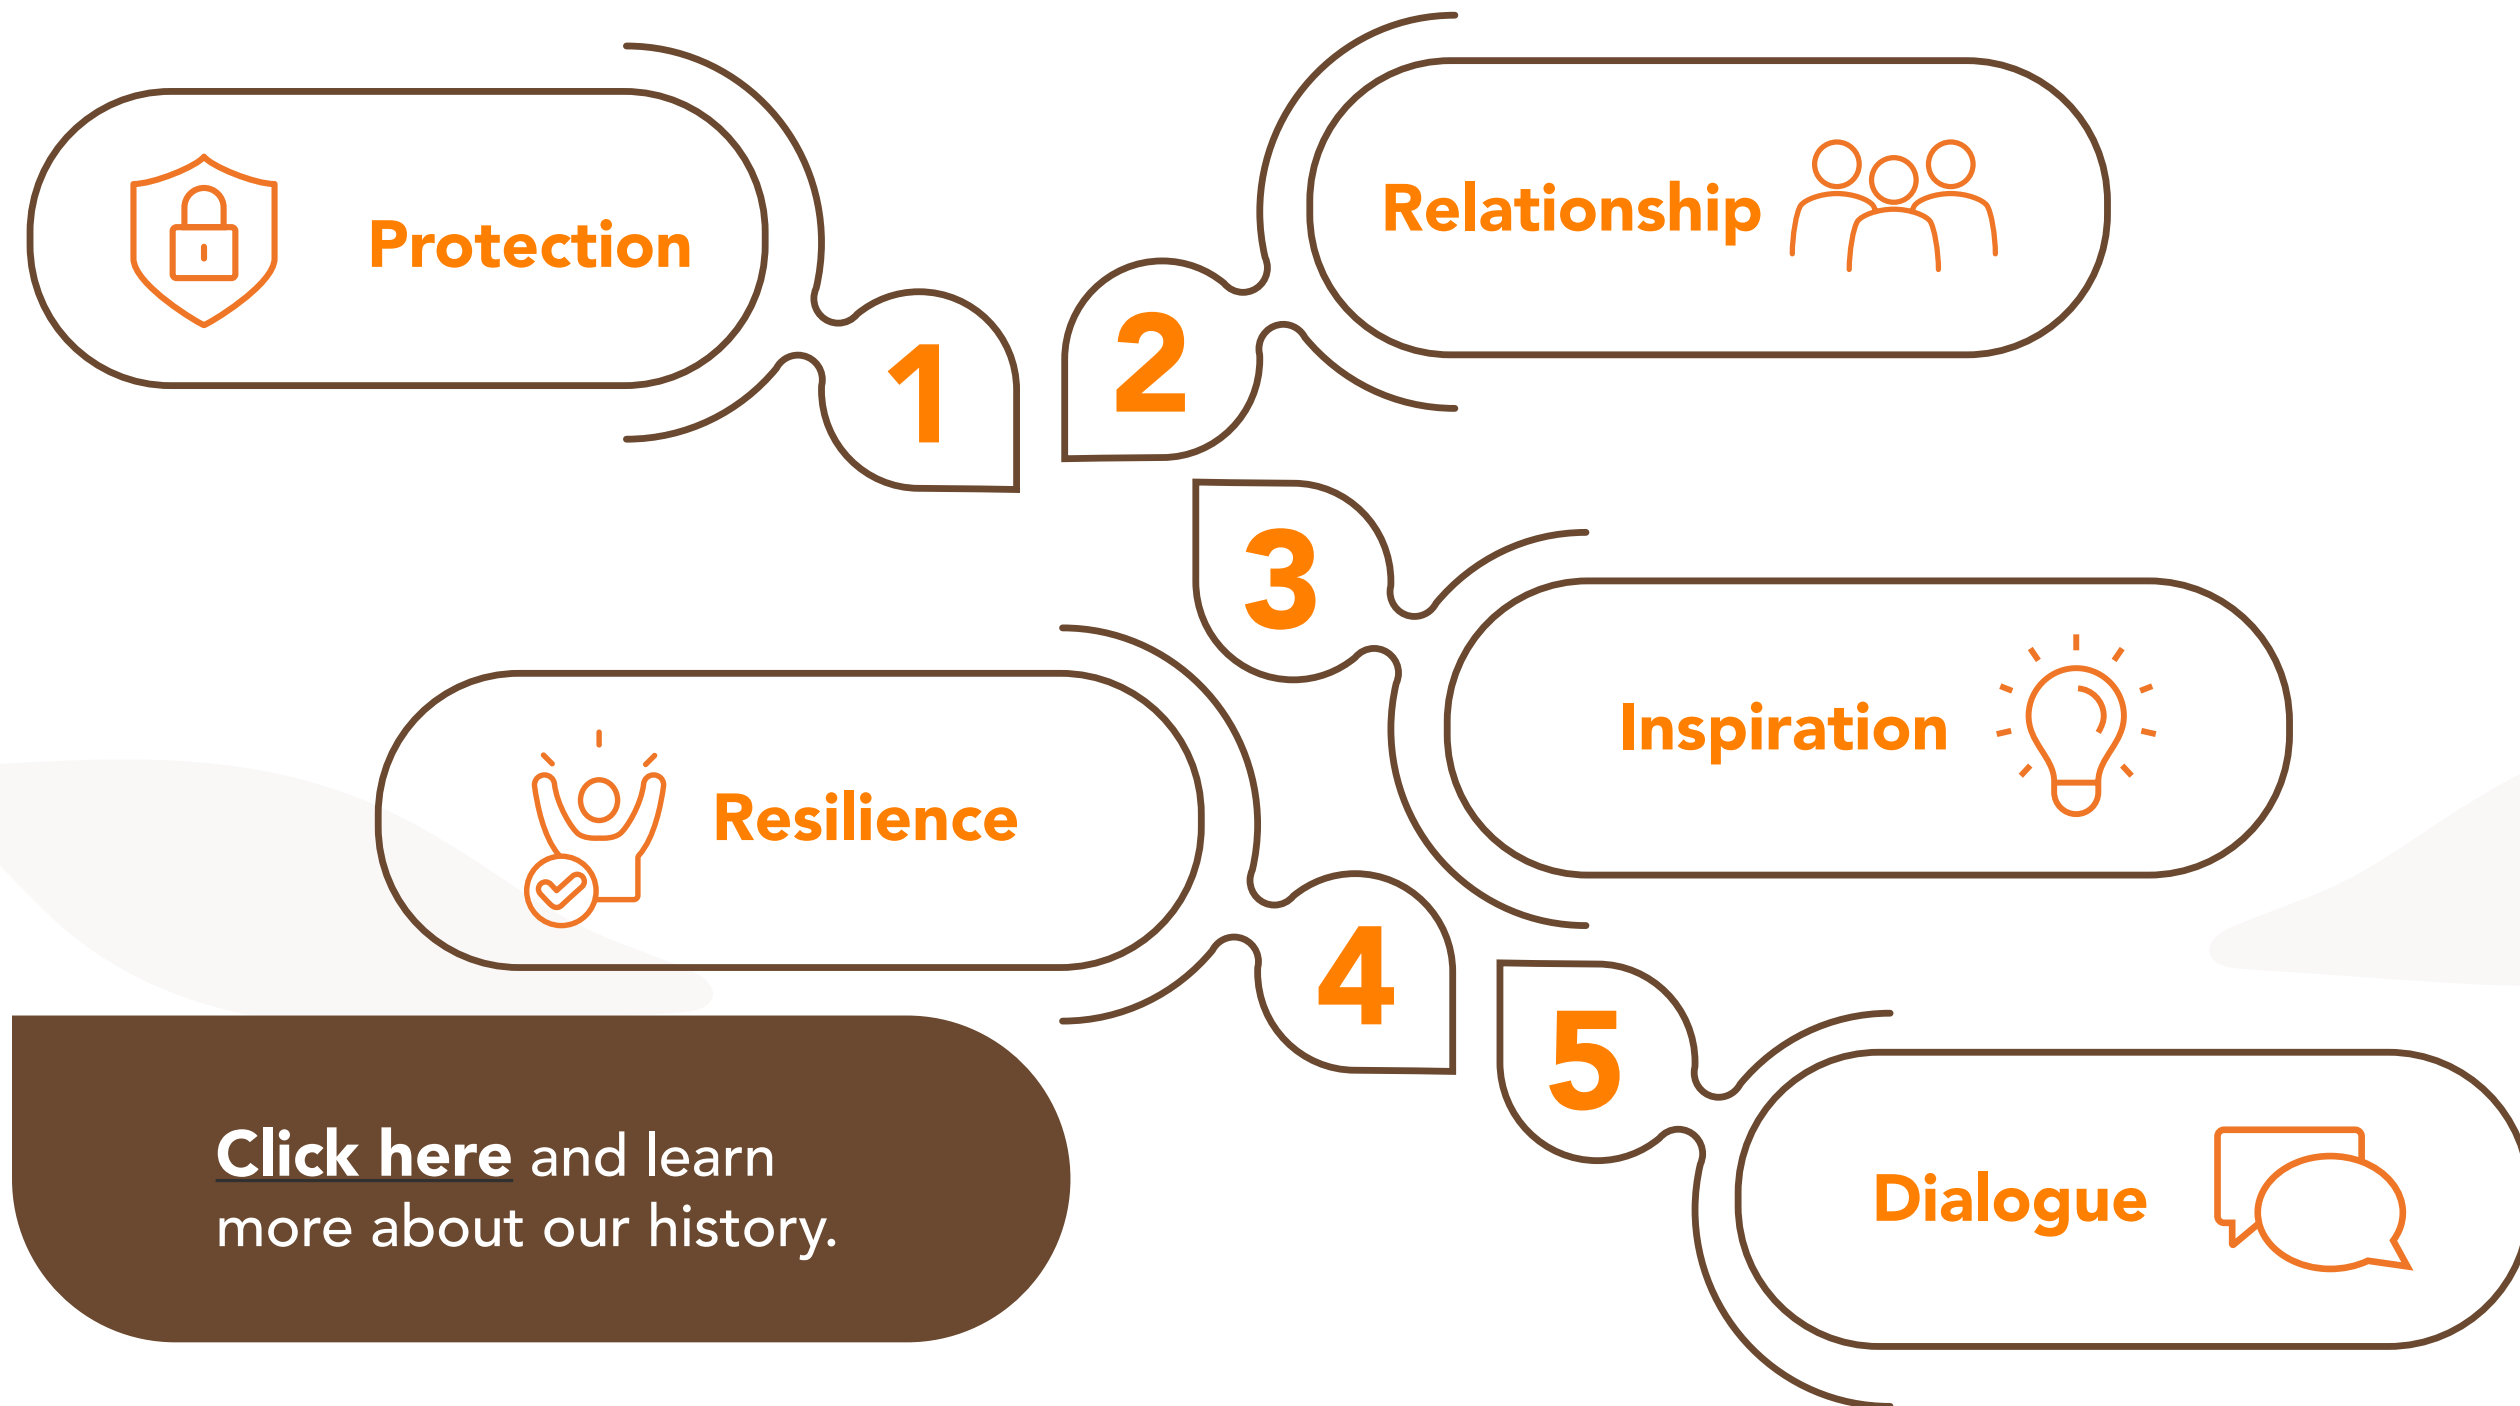 Protection
1
2
Relationship
3
Inspiration
Resilience
4
5
Dialogue
Click here and learn
more about our history.